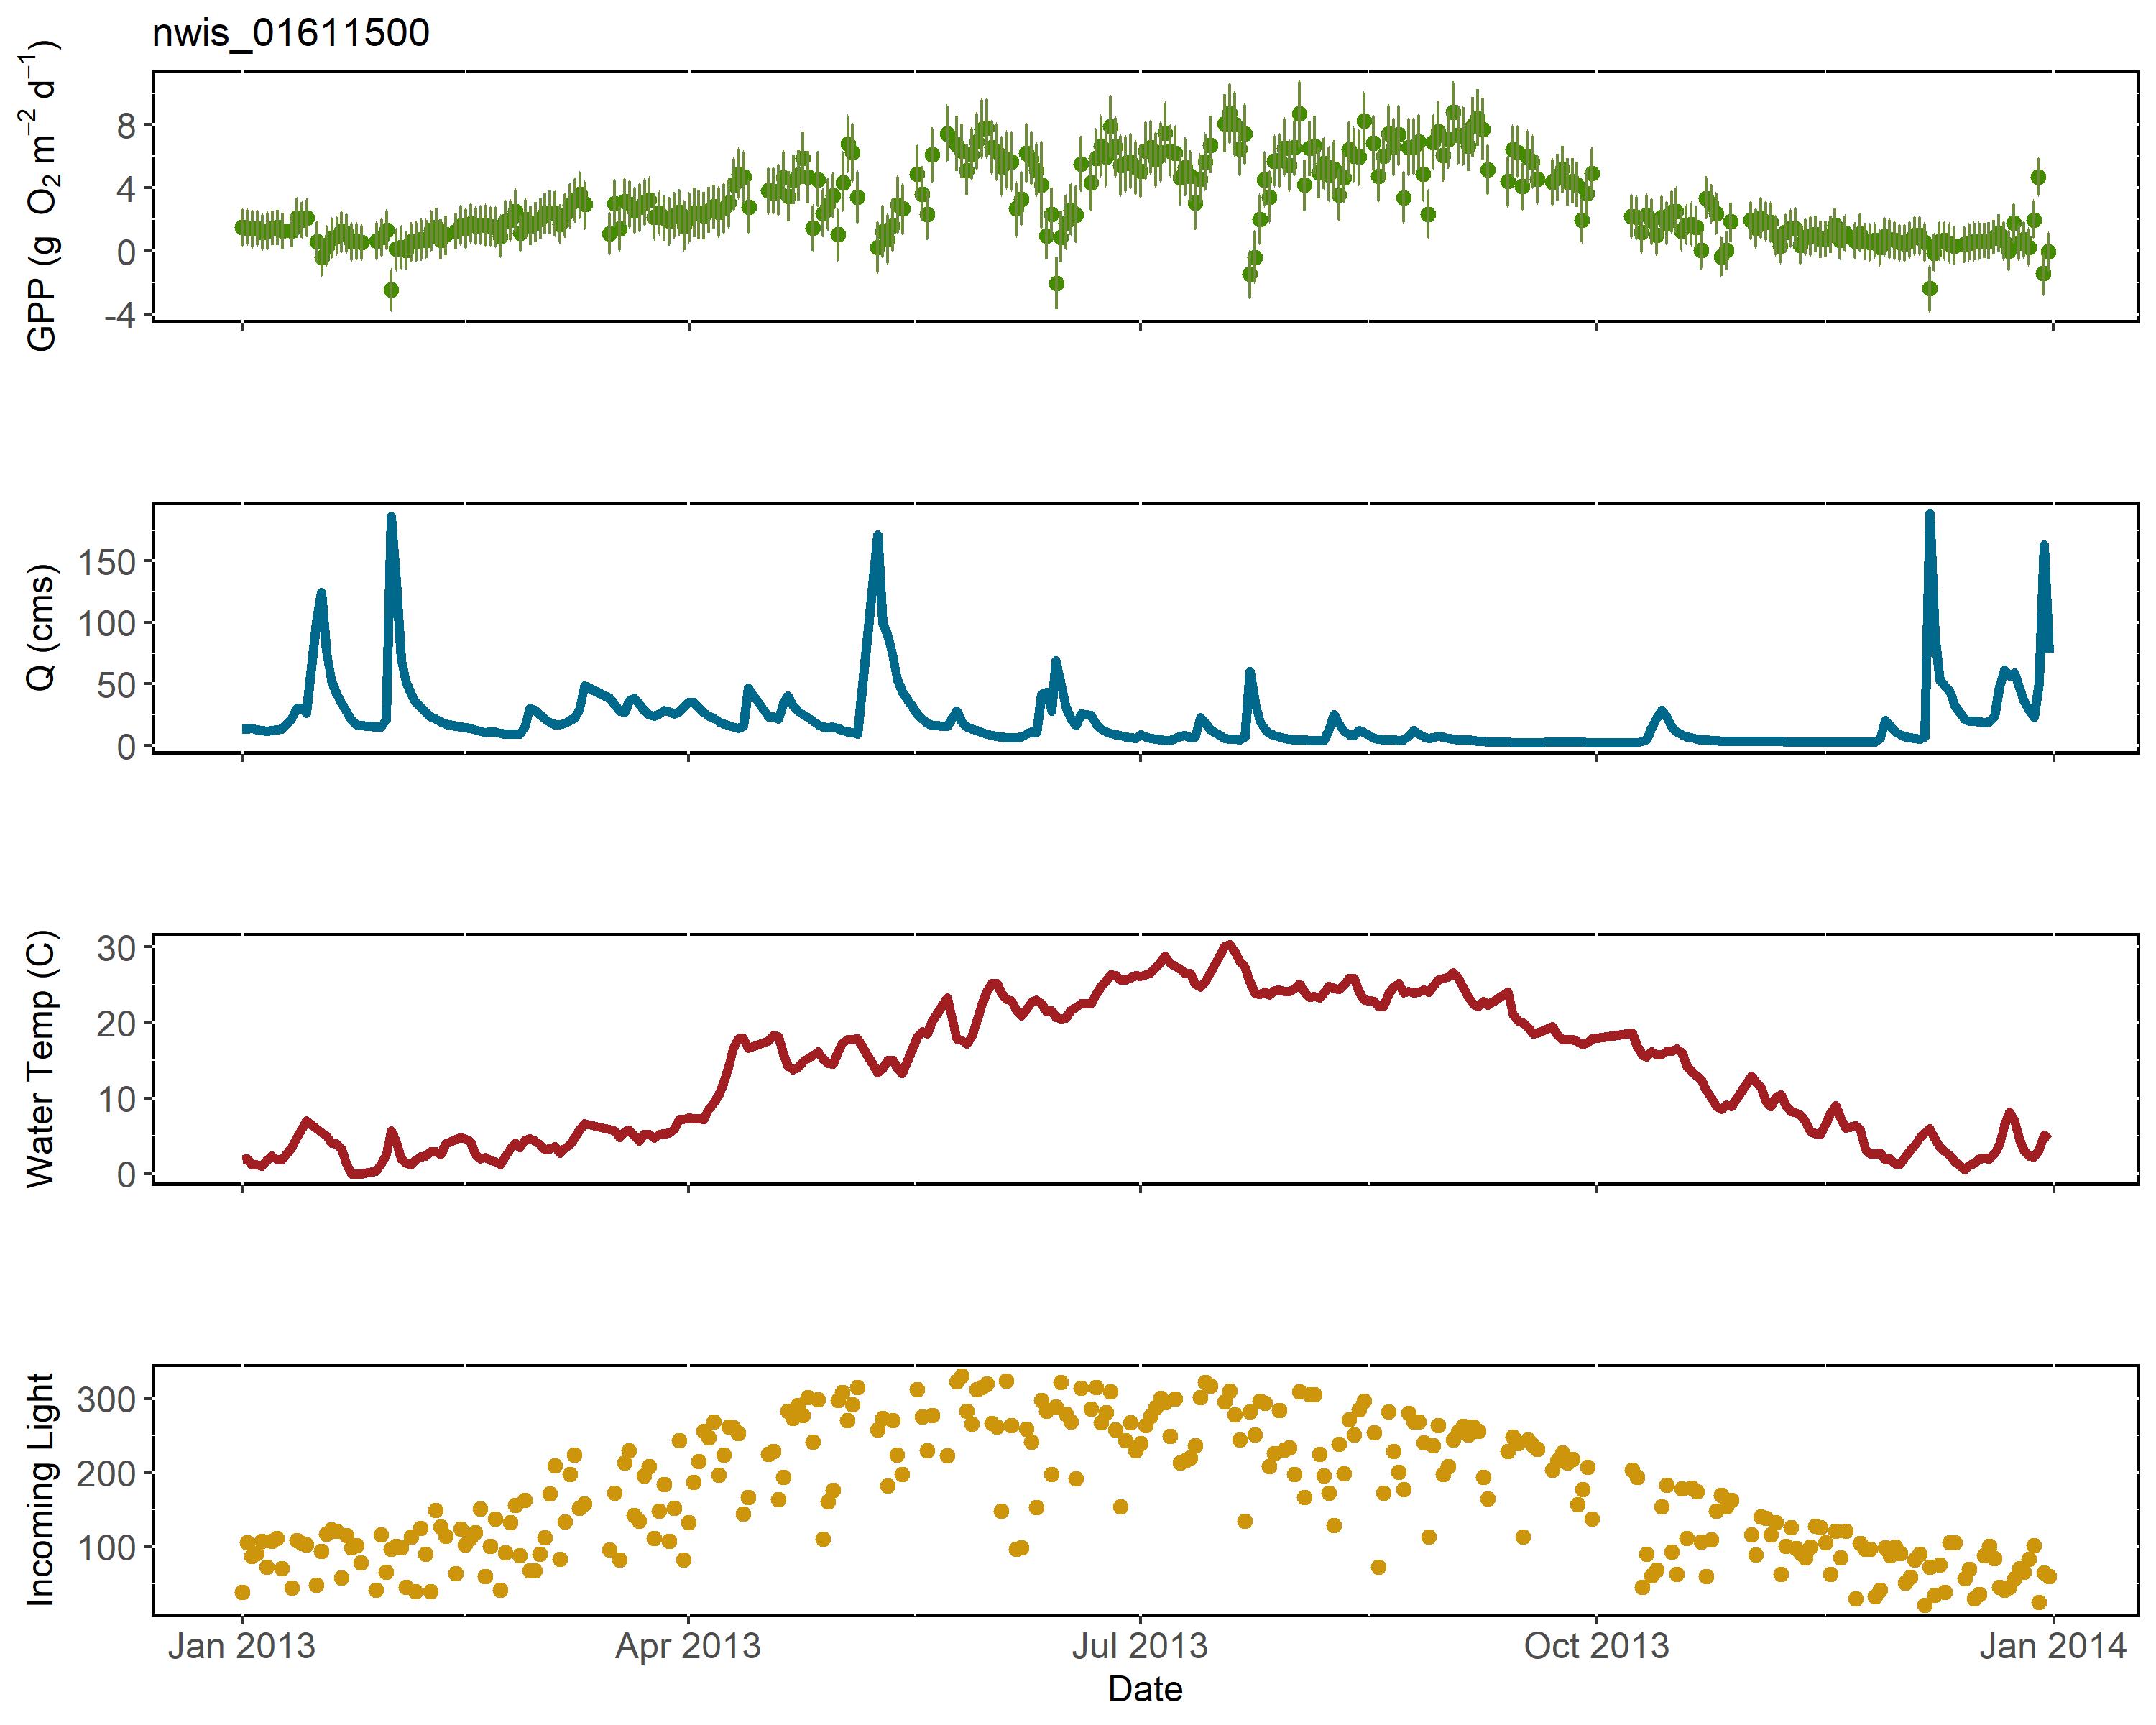 nwis_01611500
GPP (g O₂ m⁻² d⁻¹)
8
4
0
-4
Q (cms)
150
100
50
0
Water Temp (C)
30
20
10
0
Incoming Light
300
200
100
Jan 2013 Apr 2013 Jul 2013 Oct 2013 Jan 2014
Date